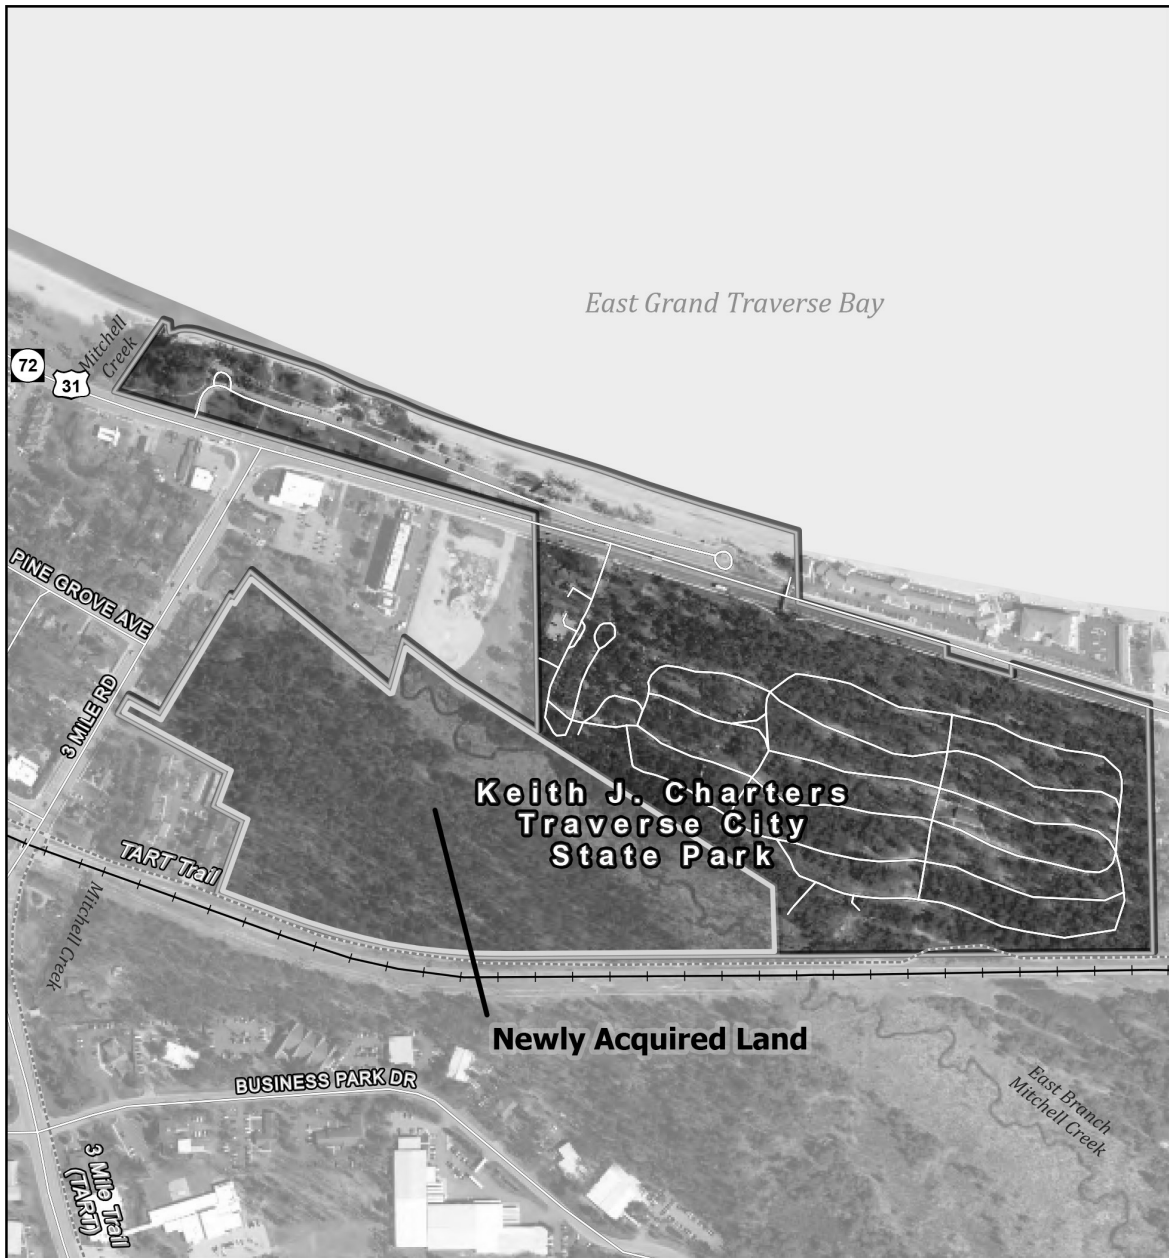 East Grand Traverse Bay
Mitchell
Creek
72
31
PINE GROVE AVE
3 MILE RD
Keith J. Charters
Traverse City
State Park
TART Trail
Mitchell Creek
Newly Acquired Land
BUSINESS PARK DR
East Branch
Mitchell Creek
3 Mile Trail
(TART)